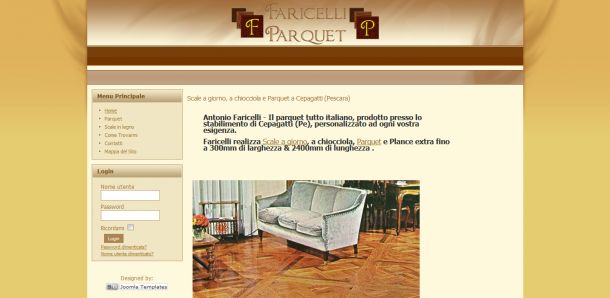 FARICELLI
F PARQUET P
Menu Principale
Home
Parquet
Scale in legno
Come Trovarmi
Contatti
Mappa del Sito
Login
Nome utente
Password
Ricordami
Login
Password dimenticata?
Nome utente dimenticato?
Designed by:
Joomla Templates
Scale a giorno, a chiocciola e Parquet a Cepagatti (Pescara)
Antonio Faricelli - Il parquet tutto italiano, prodotto presso lo
stabilimento di Cepagatti (Pe), personalizzato ad ogni vostra
esigenza.
Faricelli realizza Scale a giorno, a chiocciola, Parquet e Plance extra fino
a 300mm di larghezza & 2400mm di lunghezza .